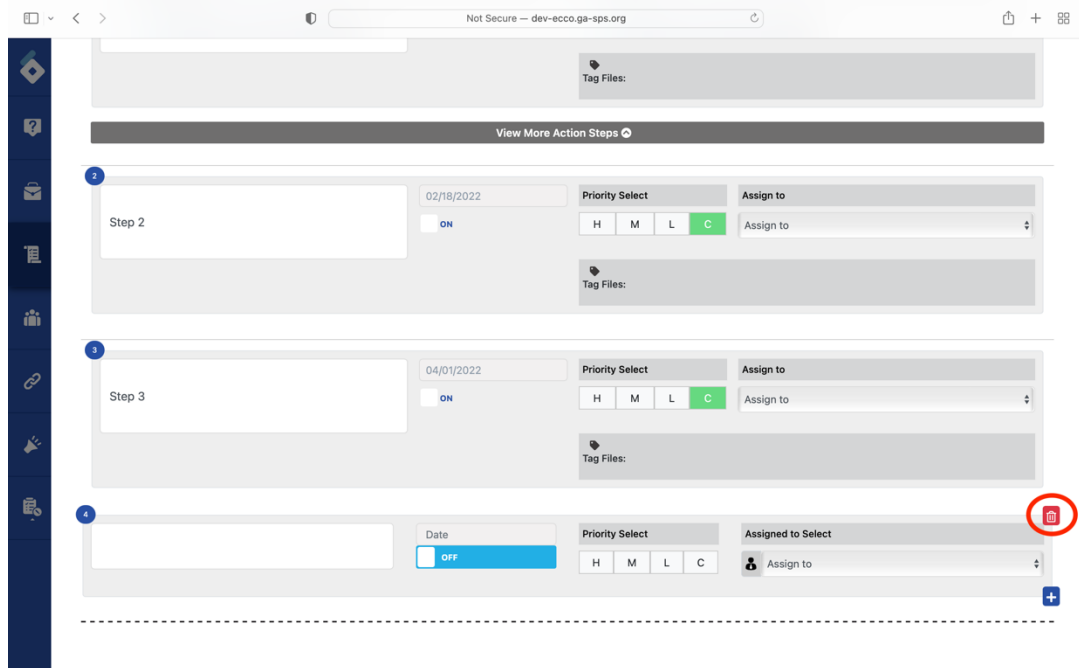 Not Secure — dev-ecco.ga-sps.org
Tag Files:
View More Action Steps
2
Step 2
02/18/2022
ON
Priority Select
H M L C
Assign to
Assign to
Tag Files:
3
Step 3
04/01/2022
ON
Priority Select
H M L C
Assign to
Assign to
Tag Files:
4
Date
OFF
Priority Select
H M L C
Assigned to Select
Assign to